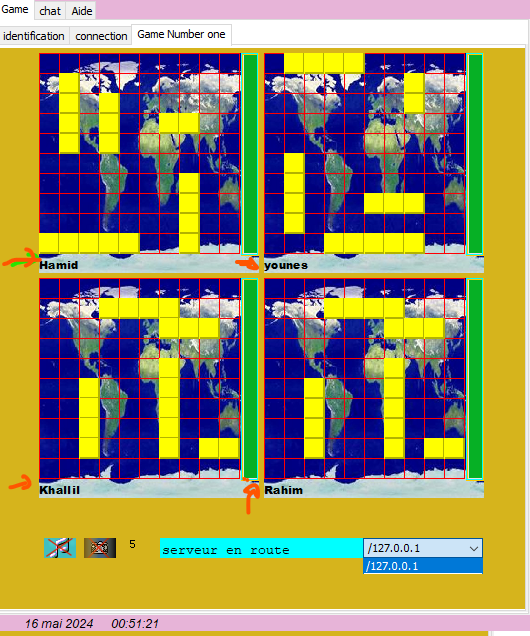 Game chat Aide
identification connection Game Number one
Hamid younes
Khallil Rahim
5 serveur en route /127.0.0.1
/127.0.0.1
16 mai 2024 00:51:21